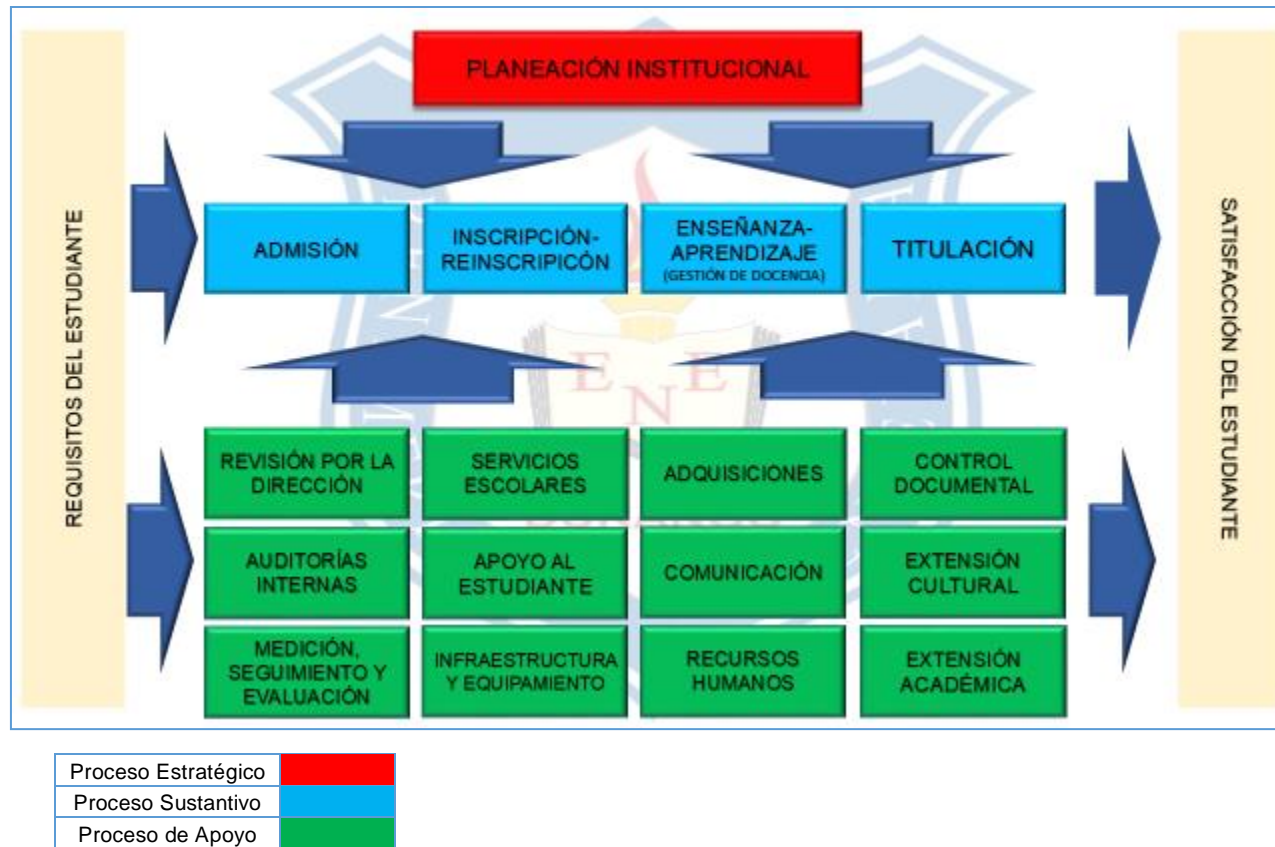 PLANEACIÓN INSTITUCIONAL
REQUISITOS DEL ESTUDIANTE
ADMISIÓN
INSCRIPCIÓN-
REINSCRIPICÓN
ENSEÑANZA-
APRENDIZAJE
(GESTIÓN DE DOCENCIA)
TITULACIÓN
SATISFACCIÓN DEL ESTUDIANTE
E N E
REVISIÓN POR LA
DIRECCIÓN
SERVICIOS
ESCOLARES
ADQUISICIONES
CONTROL
DOCUMENTAL
AUDITORÍAS
INTERNAS
APOYO AL
ESTUDIANTE
COMUNICACIÓN
EXTENSIÓN
CULTURAL
MEDICIÓN,
SEGUIMIENTO Y
EVALUACIÓN
INFRAESTRUCTURA
Y EQUIPAMIENTO
RECURSOS
HUMANOS
EXTENSIÓN
ACADÉMICA
Proceso Estratégico
Proceso Sustantivo
Proceso de Apoyo